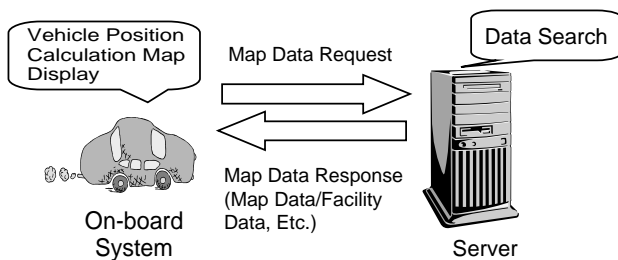 Vehicle Position
Calculation Map
Display
Map Data Request
Data Search
Map Data Response
(Map Data/Facility
Data, Etc.)
On-board
System
Server